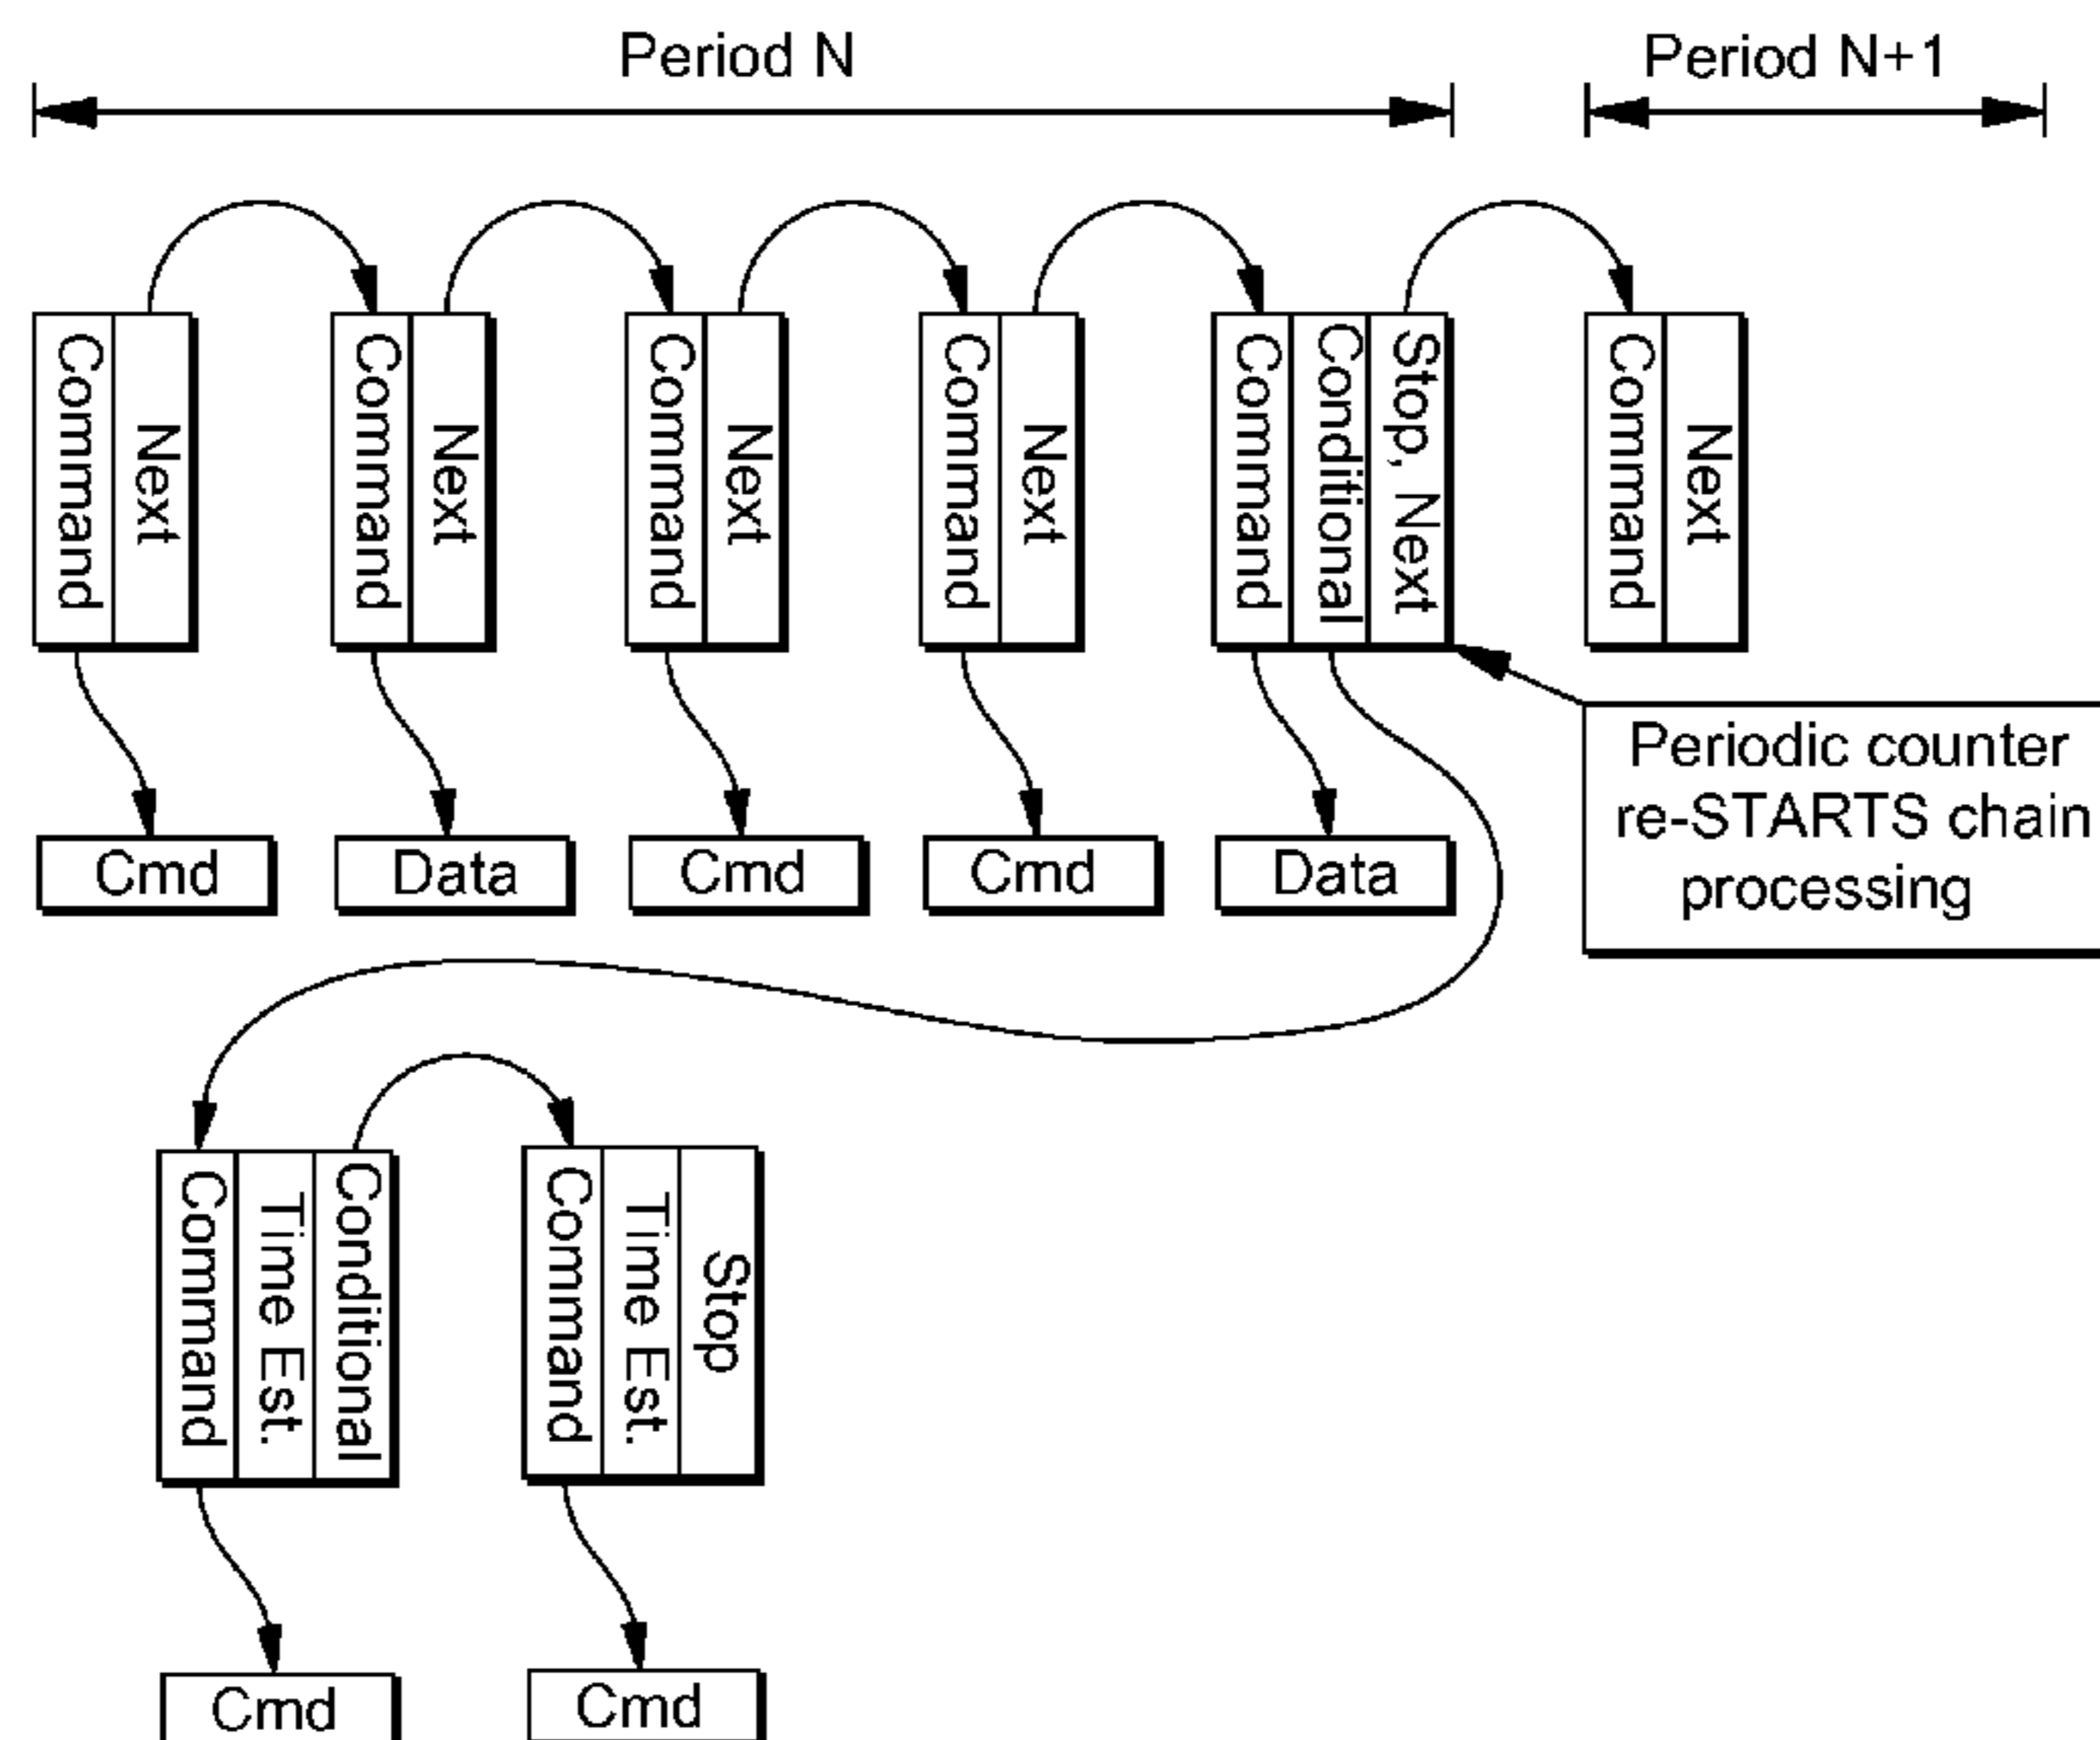 Period N
Period N+1
Command
Next
Command
Next
Command
Next
Command
Next
Command
Conditional
Stop, Next
Command
Next
Periodic counter
re-STARTS chain
processing
Cmd
Data
Cmd
Cmd
Data
Command
Time Est.
Conditional
Command
Time Est.
Stop
Cmd
Cmd